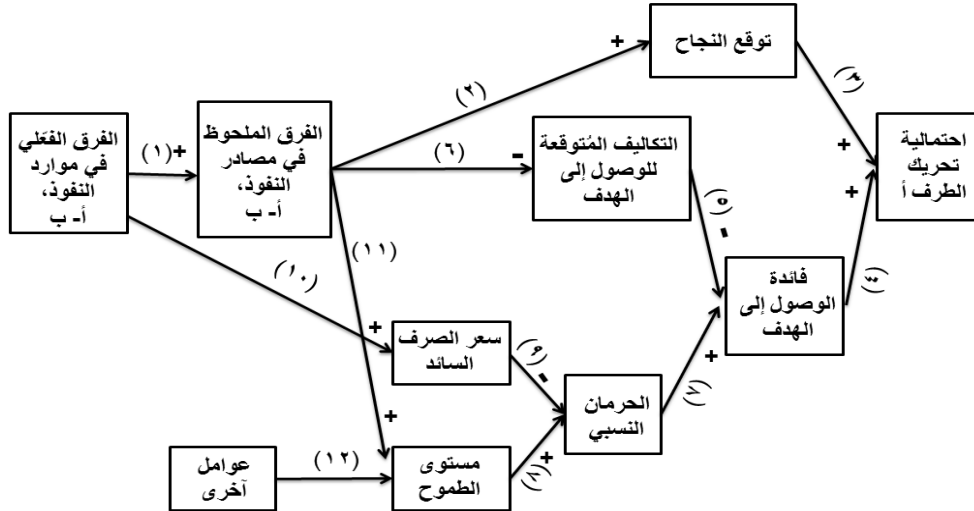 توقع النجاح
+
(٢)
(٣)
الفرق الفعَلي
في موارد
النفوذ،
أ- ب
(١)+
الفرق الملحوظ
في مصادر
النفوذ،
أ- ب
(٦)
-
التكاليف المُتوقعة
للوصول إلى
الهدف
(٥)
-
+
+
احتمالية
تحريك
الطرف أ
(٤)
فائدة
الوصول إلى
الهدف
(١٠)
+
(١١)
+
سعر الصرف
السائد
(٩)
-
الحرمان
النسبي
(٧)
+
عوامل
آخرى
(١٢)
مستوى
الطموح
(٨)+